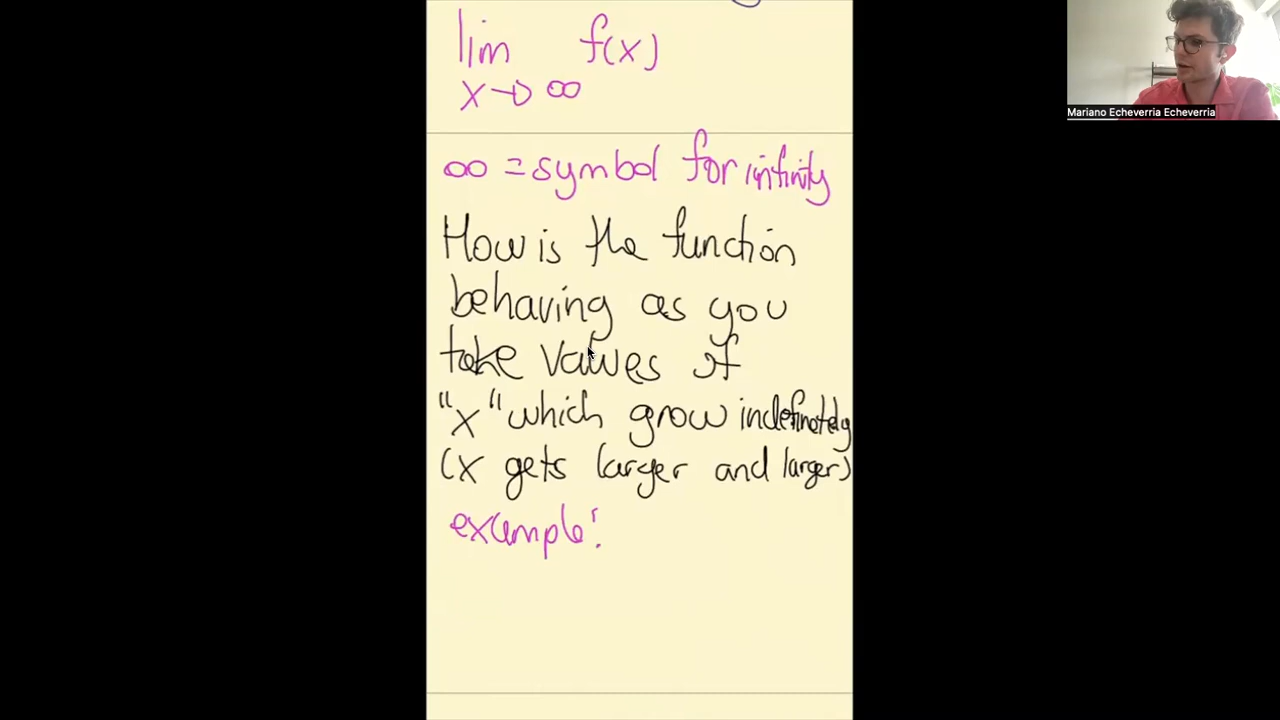 lim f(x)
x→∞
∞ = symbol for infinity
How is the function
behaving as you
take values of
"x" which grow indefinetely
(x gets larger and larger)
example:
Mariano Echeverria Echeverria